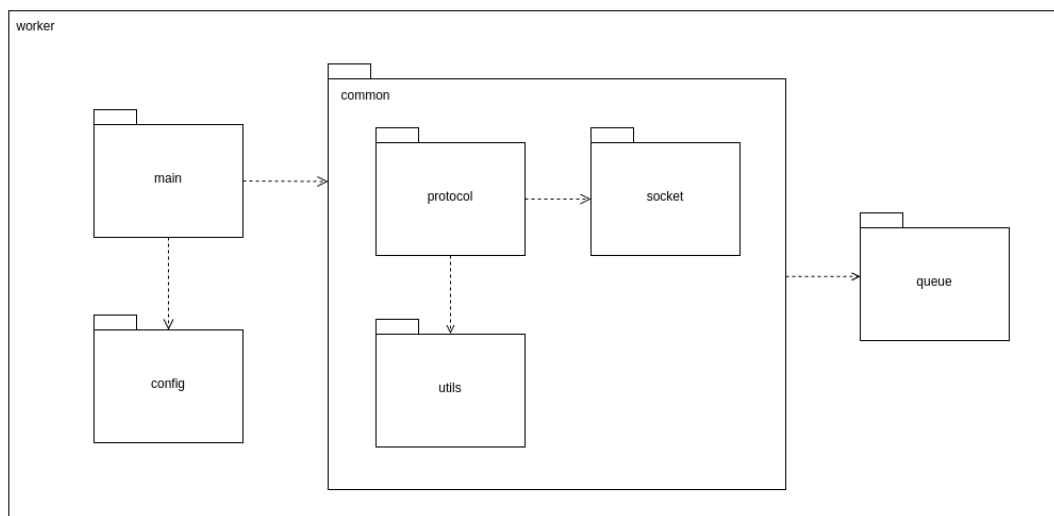 worker
common
main
protocol
socket
queue
config
utils